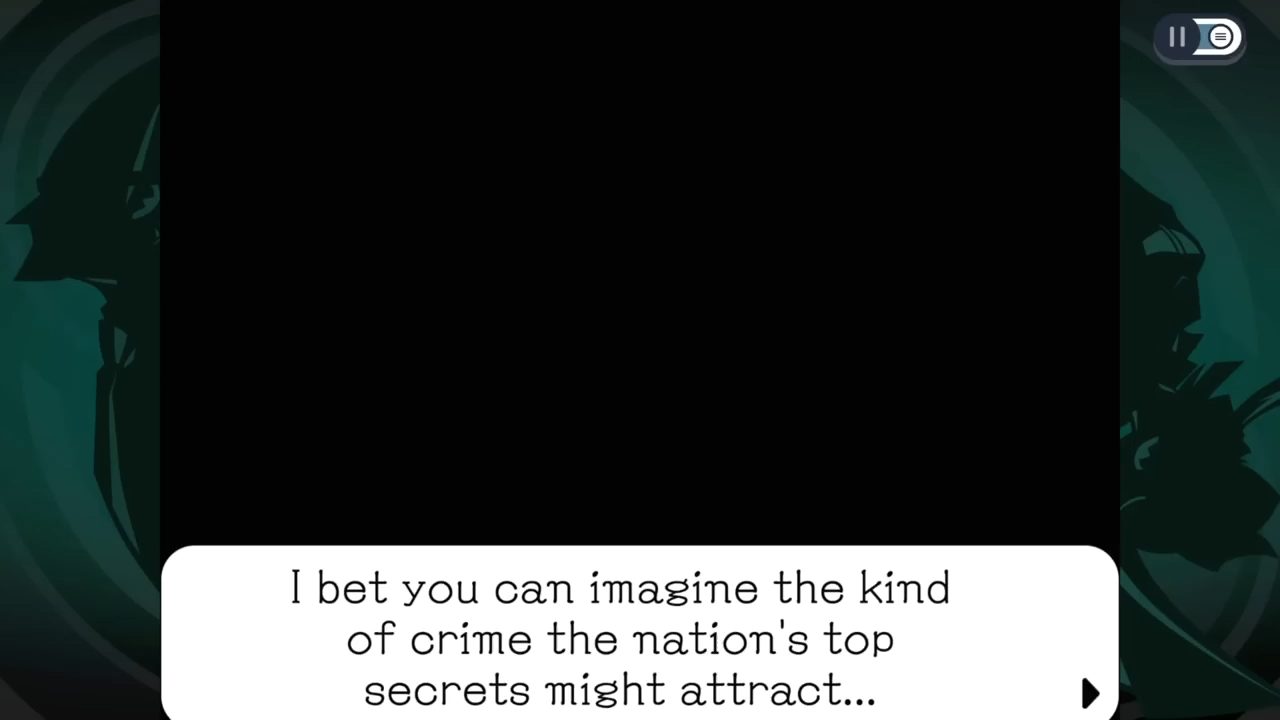 I bet you can imagine the kind
of crime the nation's top
secrets might attract...